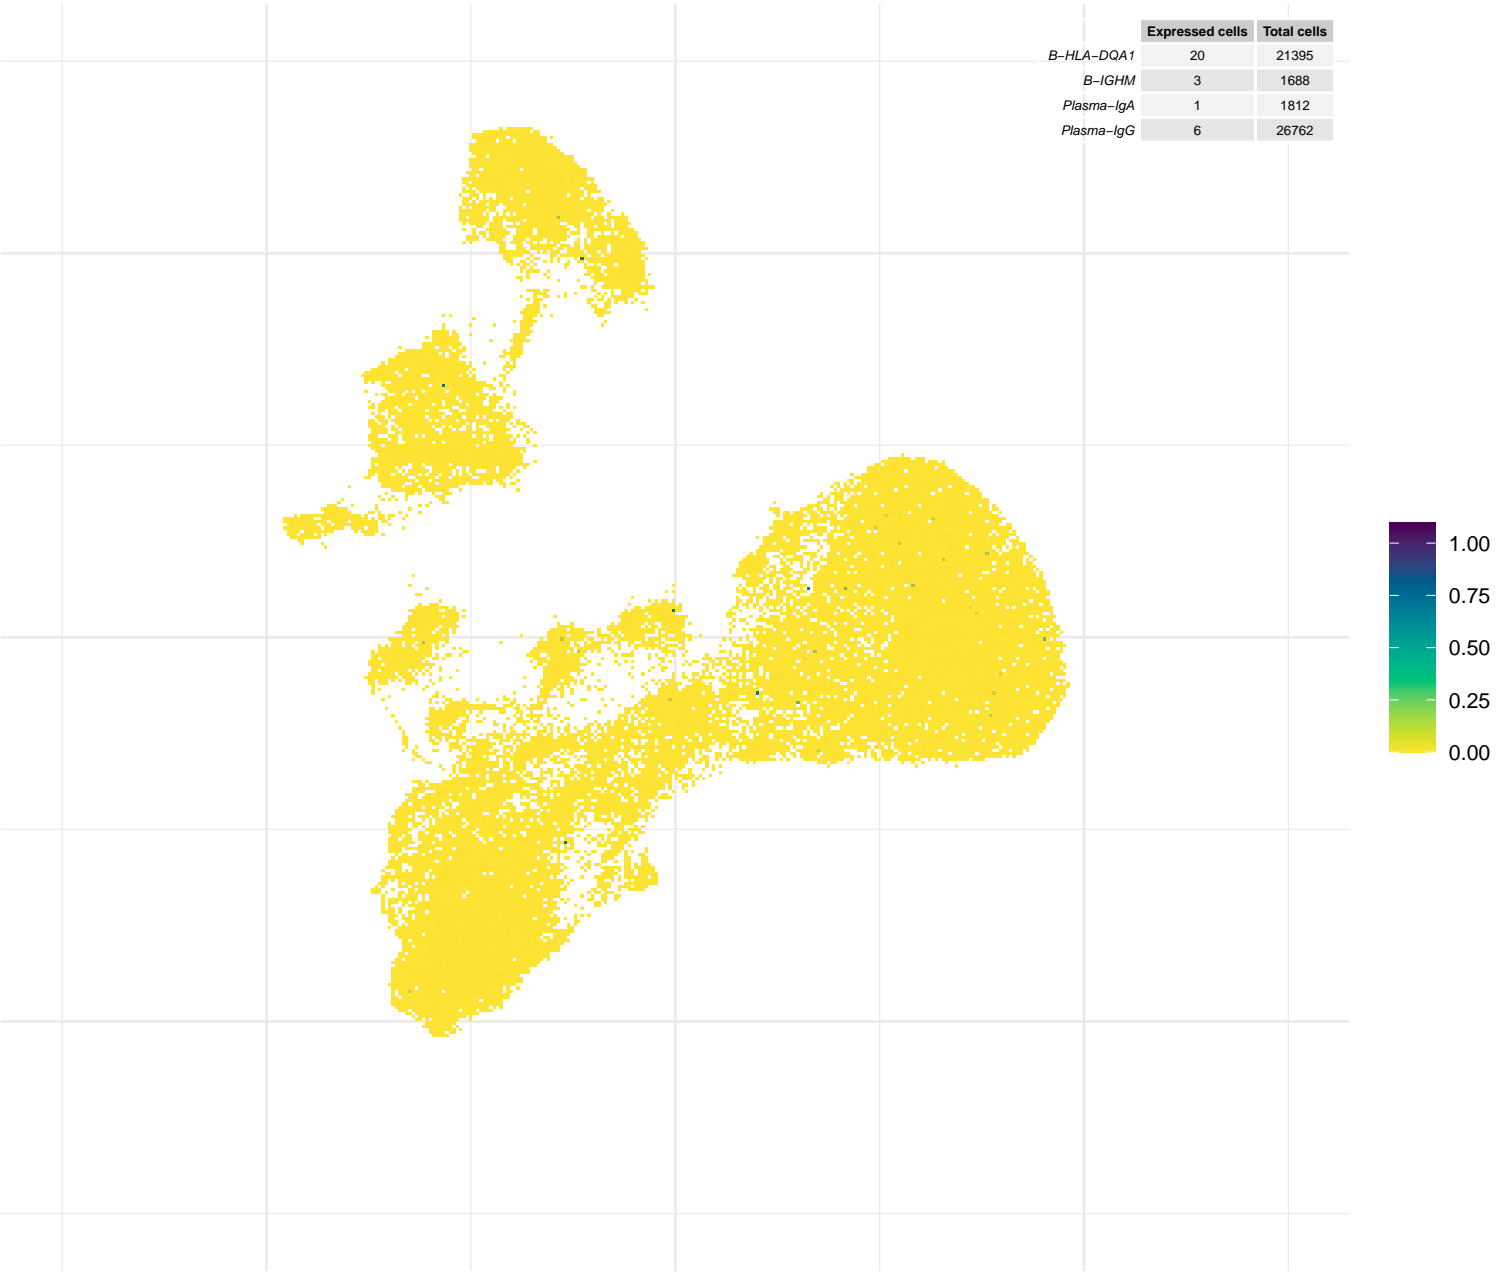 Expressed cells Total cells
B−HLA−DQA1 20 21395
B−IGHM 3 1688
Plasma−IgA 1 1812
Plasma−IgG 6 26762
1.00
0.75
0.50
0.25
0.00